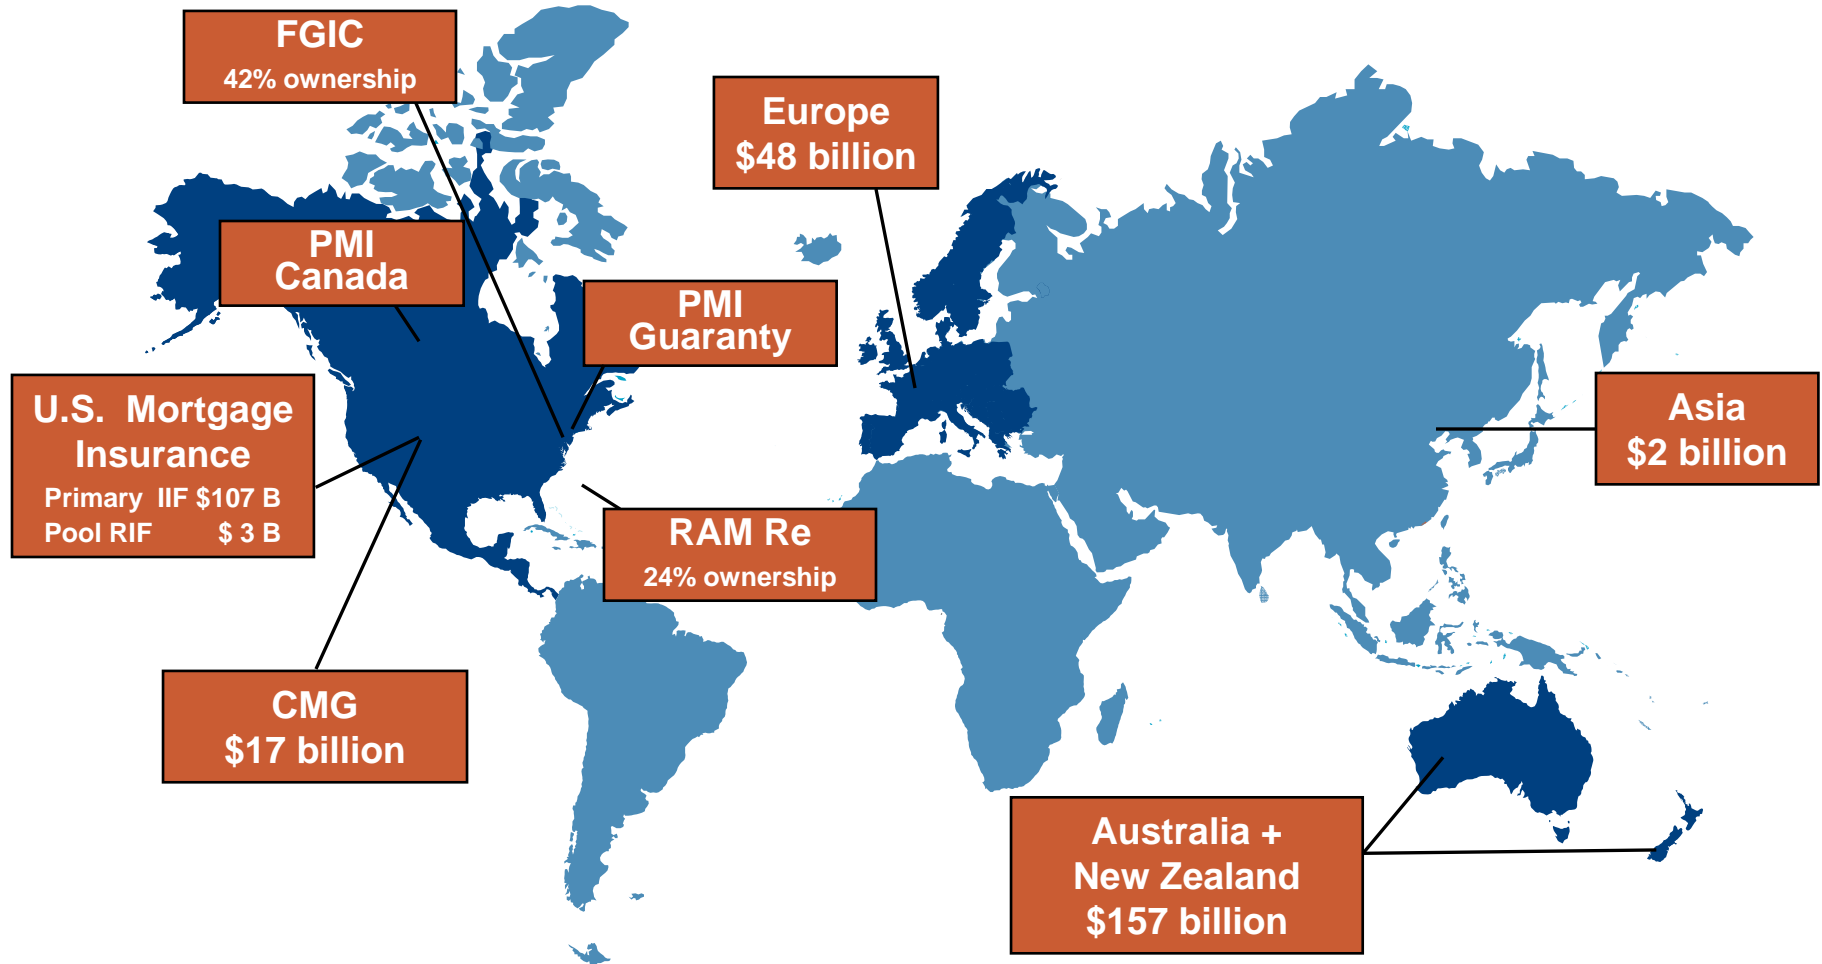 FGIC
42% ownership
Europe
$48 billion
PMI
Canada
PMI
Guaranty
U.S. Mortgage
Insurance
Primary IIF $107 B
Pool RIF $ 3 B
Asia
$2 billion
RAM Re
24% ownership
CMG
$17 billion
Australia +
New Zealand
$157 billion